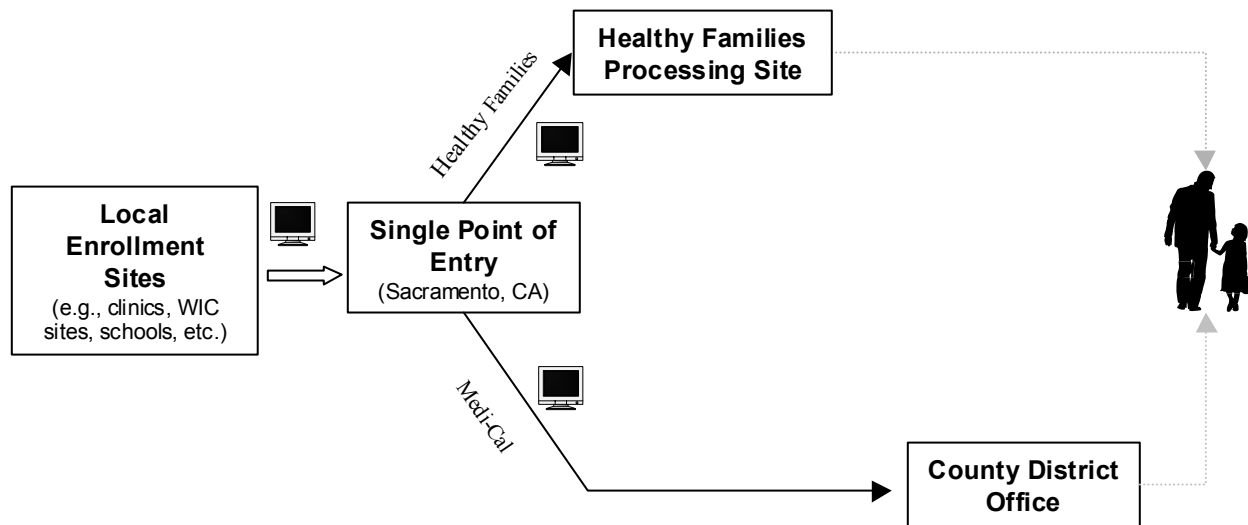 Healthy Families
Processing Site
Healthy Families
Local
Enrollment
Sites
(e.g., clinics, WIC
sites, schools, etc.)
Single Point of
Entry
(Sacramento, CA)
Medi-Cal
County District
Office